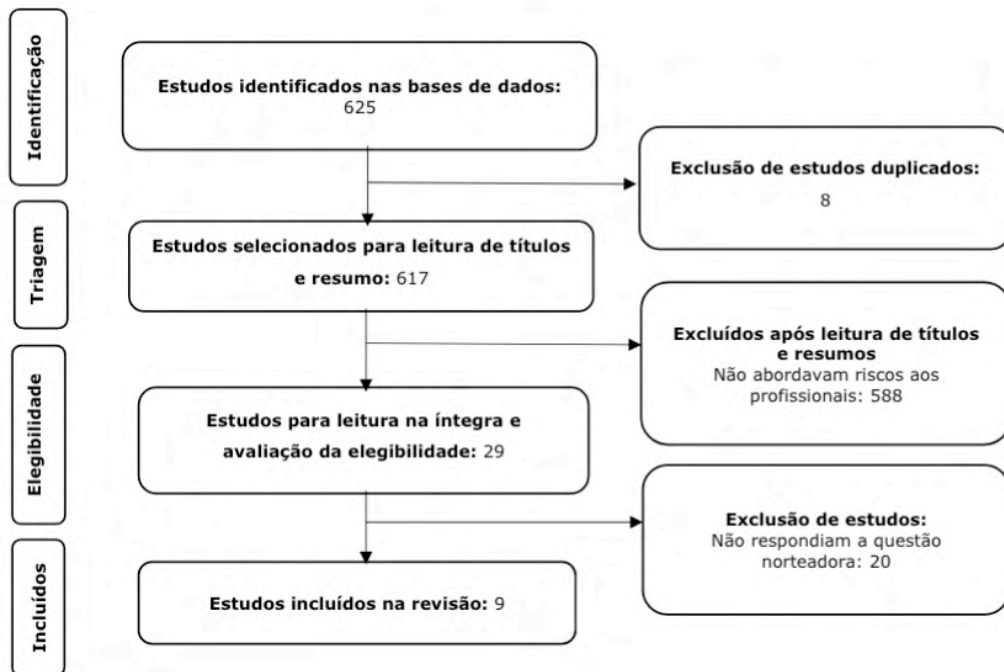 Identificação
Estudos identificados nas bases de dados:
625
Exclusão de estudos duplicados:
8
Triagem
Estudos selecionados para leitura de títulos
e resumo: 617
Excluídos após leitura de títulos
e resumos
Não abordavam riscos aos
profissionais: 588
Elegibilidade
Estudos para leitura na íntegra e
avaliação da elegibilidade: 29
Exclusão de estudos:
Não respondiam a questão
norteadora: 20
Incluídos
Estudos incluídos na revisão: 9